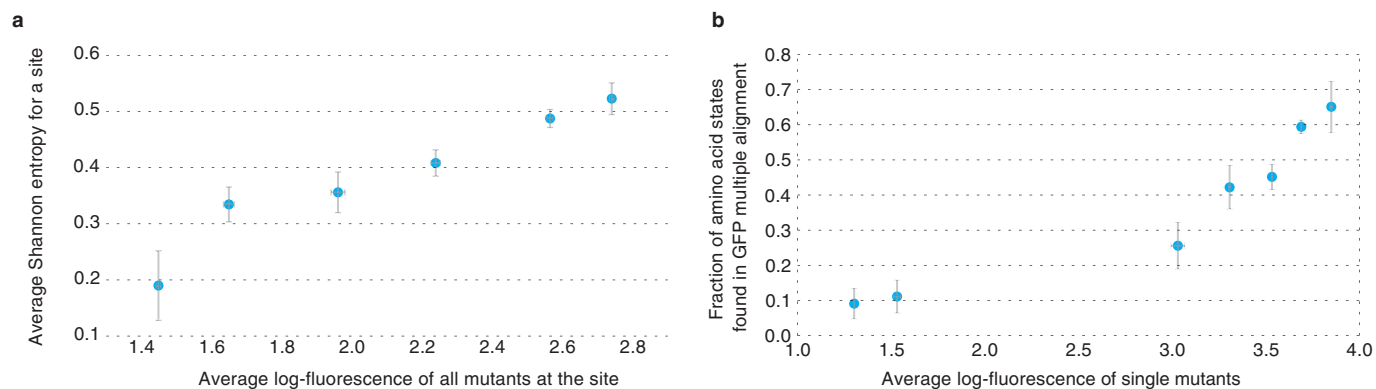 a
Average Shannon entropy for a site
0.6
0.5
0.4
0.3
0.2
0.1
1.4 1.6 1.8 2.0 2.2 2.4 2.6 2.8
Average log-fluorescence of all mutants at the site
b
Fraction of amino acid states
found in GFP multiple alignment
0.8
0.7
0.6
0.5
0.4
0.3
0.2
0.1
0.0
1.0 1.5 2.0 2.5 3.0 3.5 4.0
Average log-fluorescence of single mutants